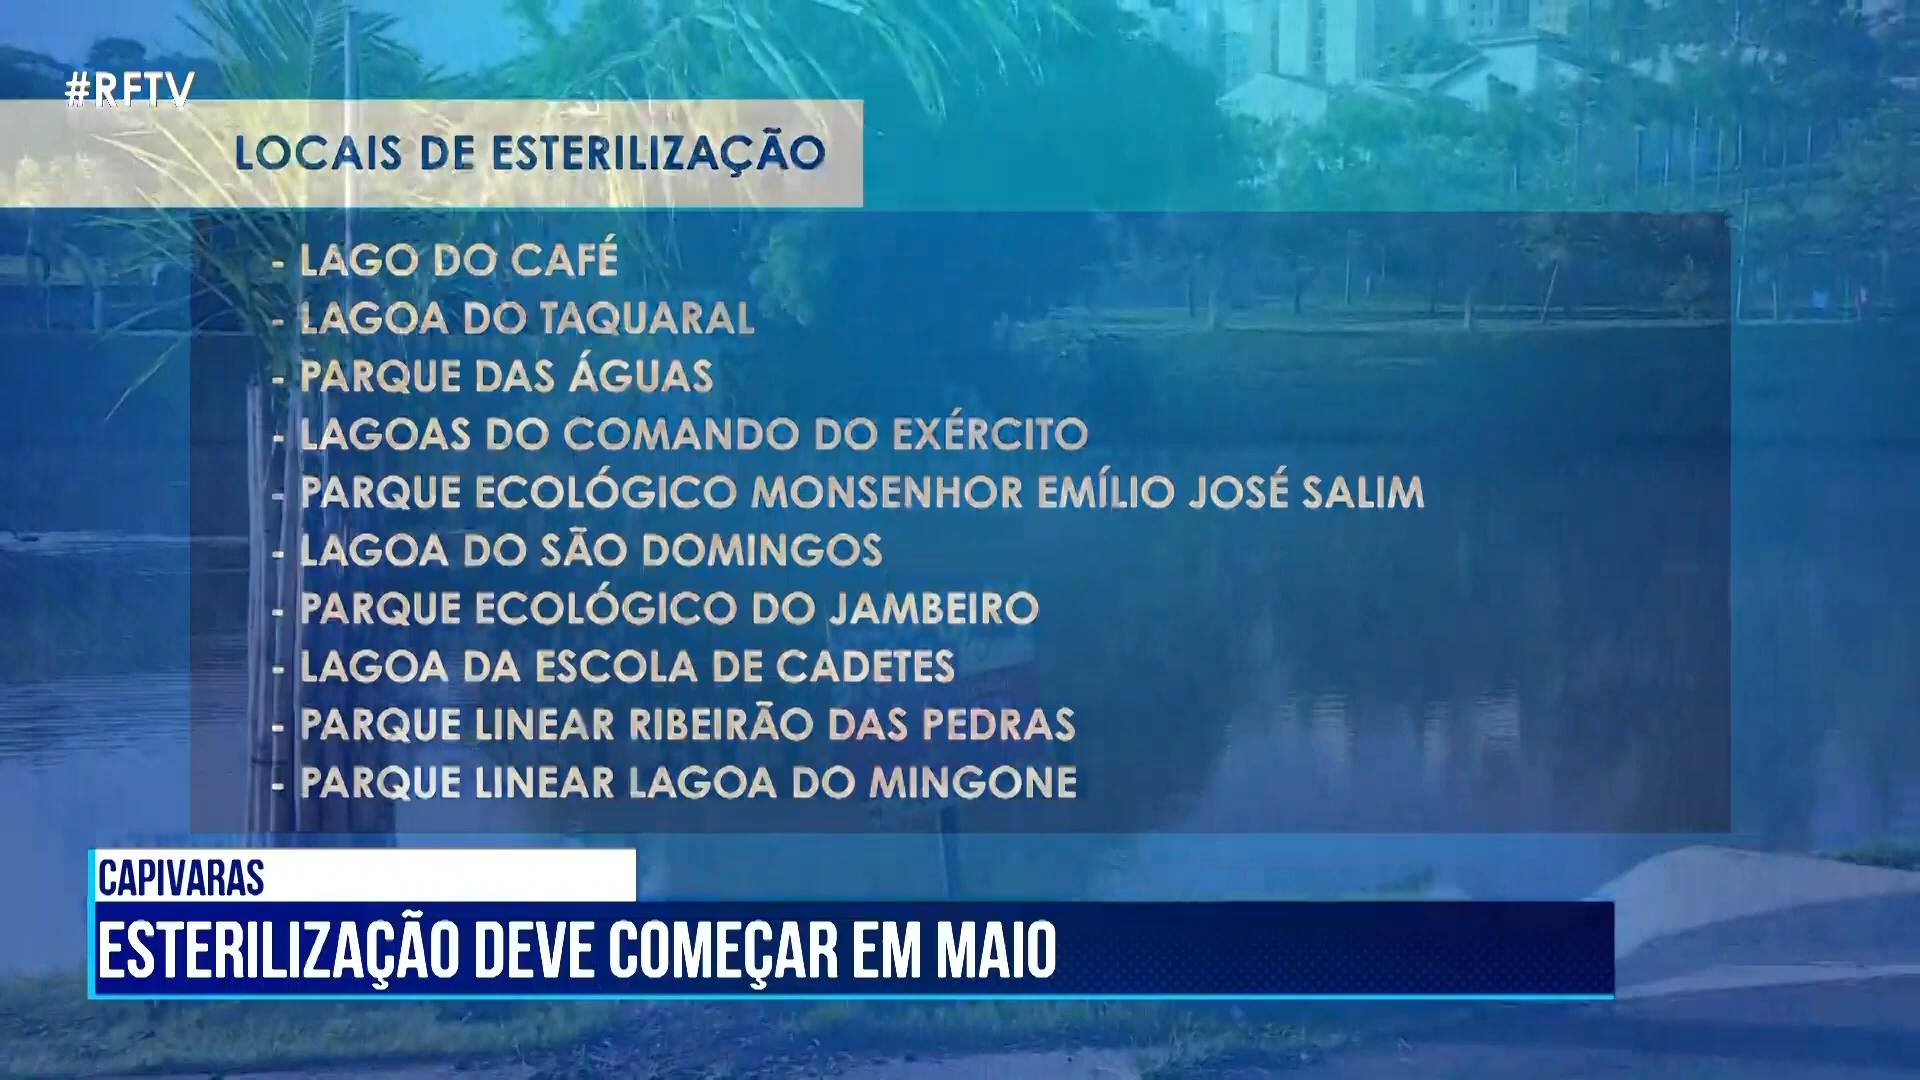 #RFTV
LOCAIS DE ESTERILIZAÇÃO
- LAGO DO CAFÉ
- LAGOA DO TAQUARAL
- PARQUE DAS ÁGUAS
- LAGOAS DO COMANDO DO EXÉRCITO
- PARQUE ECOLÓGICO MONSENHOR EMÍLIO JOSÉ SALIM
- LAGOA DO SÃO DOMINGOS
- PARQUE ECOLÓGICO DO JAMBEIRO
- LAGOA DA ESCOLA DE CADETES
- PARQUE LINEAR RIBEIRÃO DAS PEDRAS
- PARQUE LINEAR LAGOA DO MINGONE
CAPIVARAS
ESTERILIZAÇÃO DEVE COMEÇAR EM MAIO